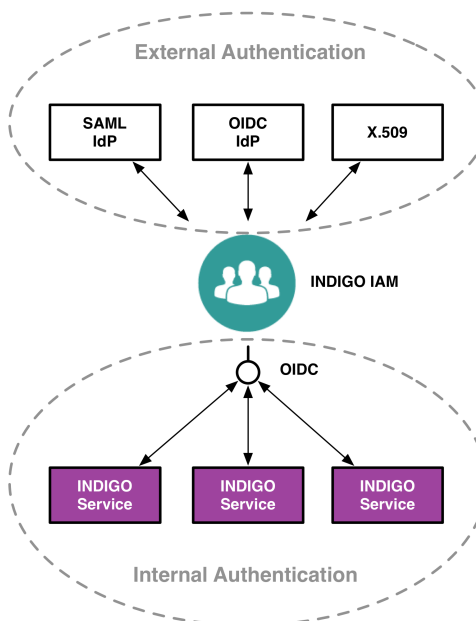 External Authentication
SAML
IdP
OIDC
IdP
X.509
INDIGO IAM
OIDC
INDIGO
Service
INDIGO
Service
INDIGO
Service
Internal Authentication